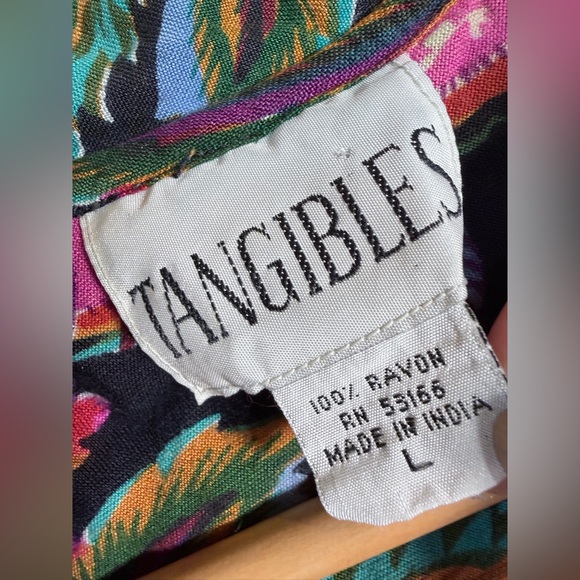 TANGIBLES
100% RAYON
RN 53166
MADE IN INDIA
L